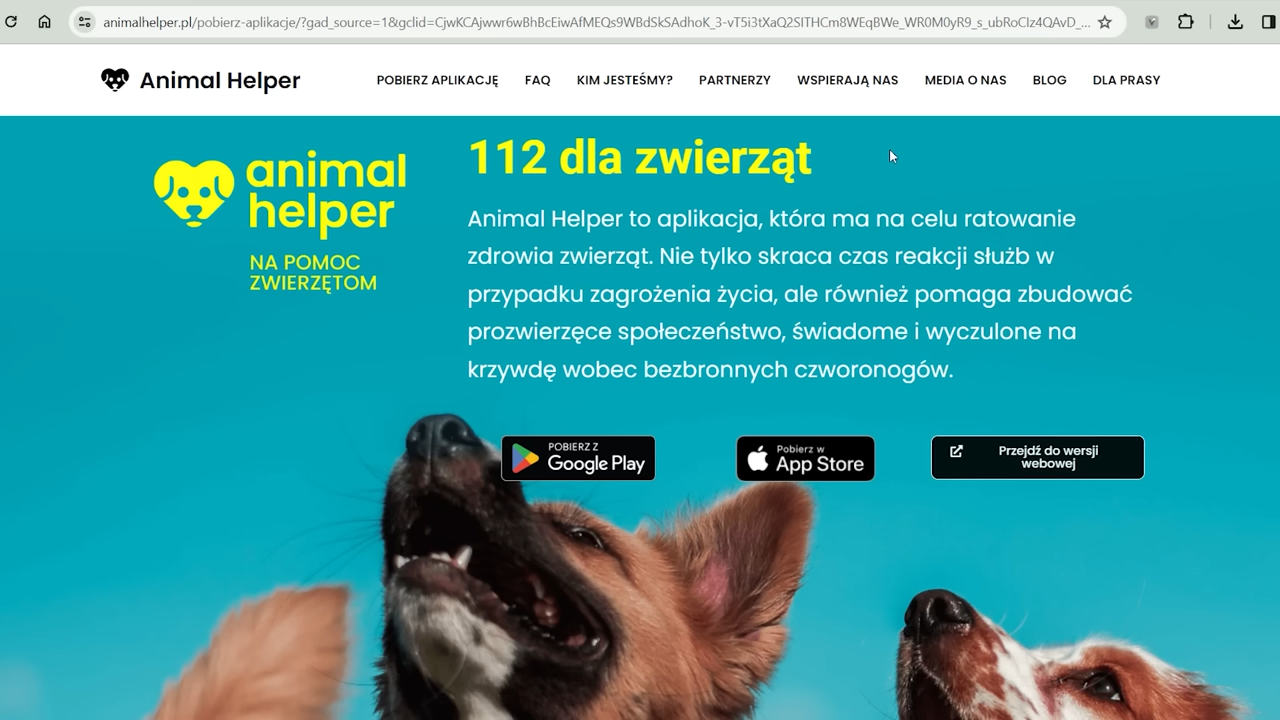 animalhelper.pl/pobierz-aplikacje/?gad_source=1&gclid=CjwKCAjwwr6wBhBcEiwAfMEQs9WBdSkSAdhoK_3-vT5i3tXaQ2SlTHCm8WEqBWe_WR0M0yR9_s_ubRoClz4QAvD_...
Animal Helper
POBIERZ APLIKACJĘ FAQ KIM JESTEŚMY? PARTNERZY WSPIERAJĄ NAS MEDIA O NAS BLOG DLA PRASY
animal
helper
NA POMOC
ZWIERZĘTOM
112 dla zwierząt
Animal Helper to aplikacja, która ma na celu ratowanie
zdrowia zwierząt. Nie tylko skraca czas reakcji służb w
przypadku zagrożenia życia, ale również pomaga zbudować
prozwierzęce społeczeństwo, świadome i wyczulone na
krzywdę wobec bezbronnych czworonogów.
POBIERZ Z
Google Play
Pobierz w
App Store
Przejdź do wersji
webowej